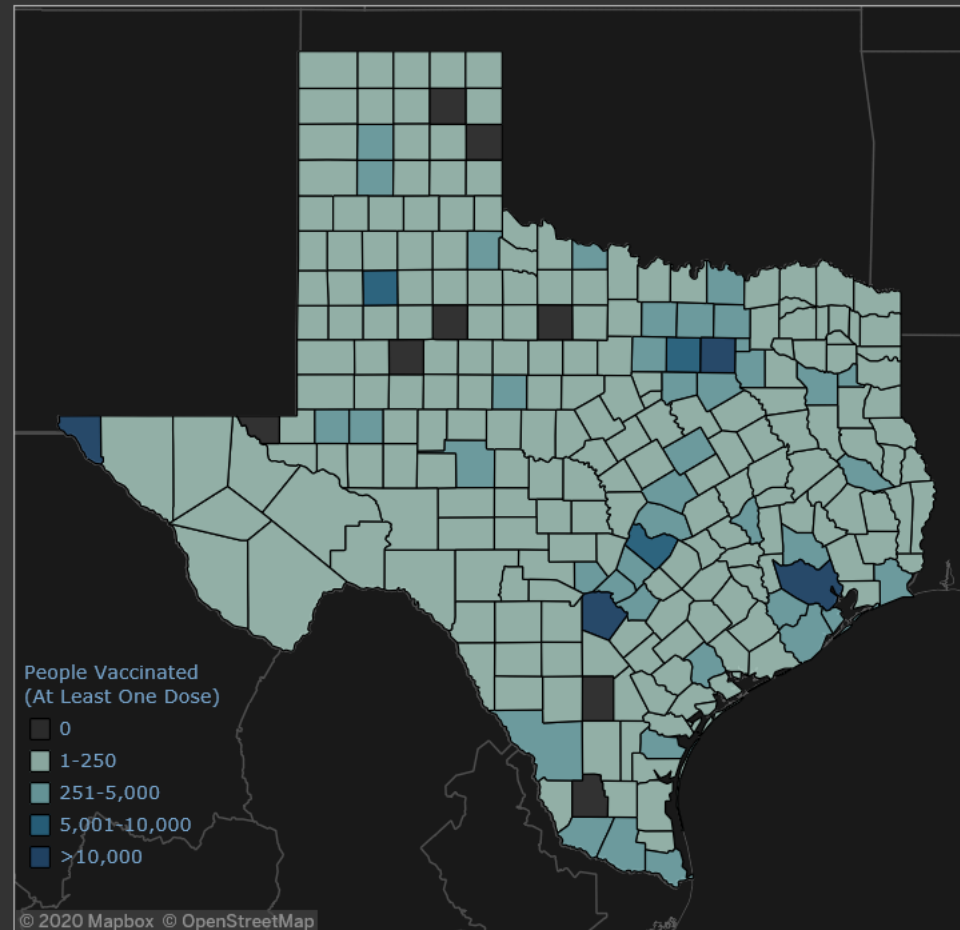 People Vaccinated
(At Least One Dose)
0
1-250
251-5,000
5,001-10,000
>10,000
© 2020 Mapbox © OpenStreetMap